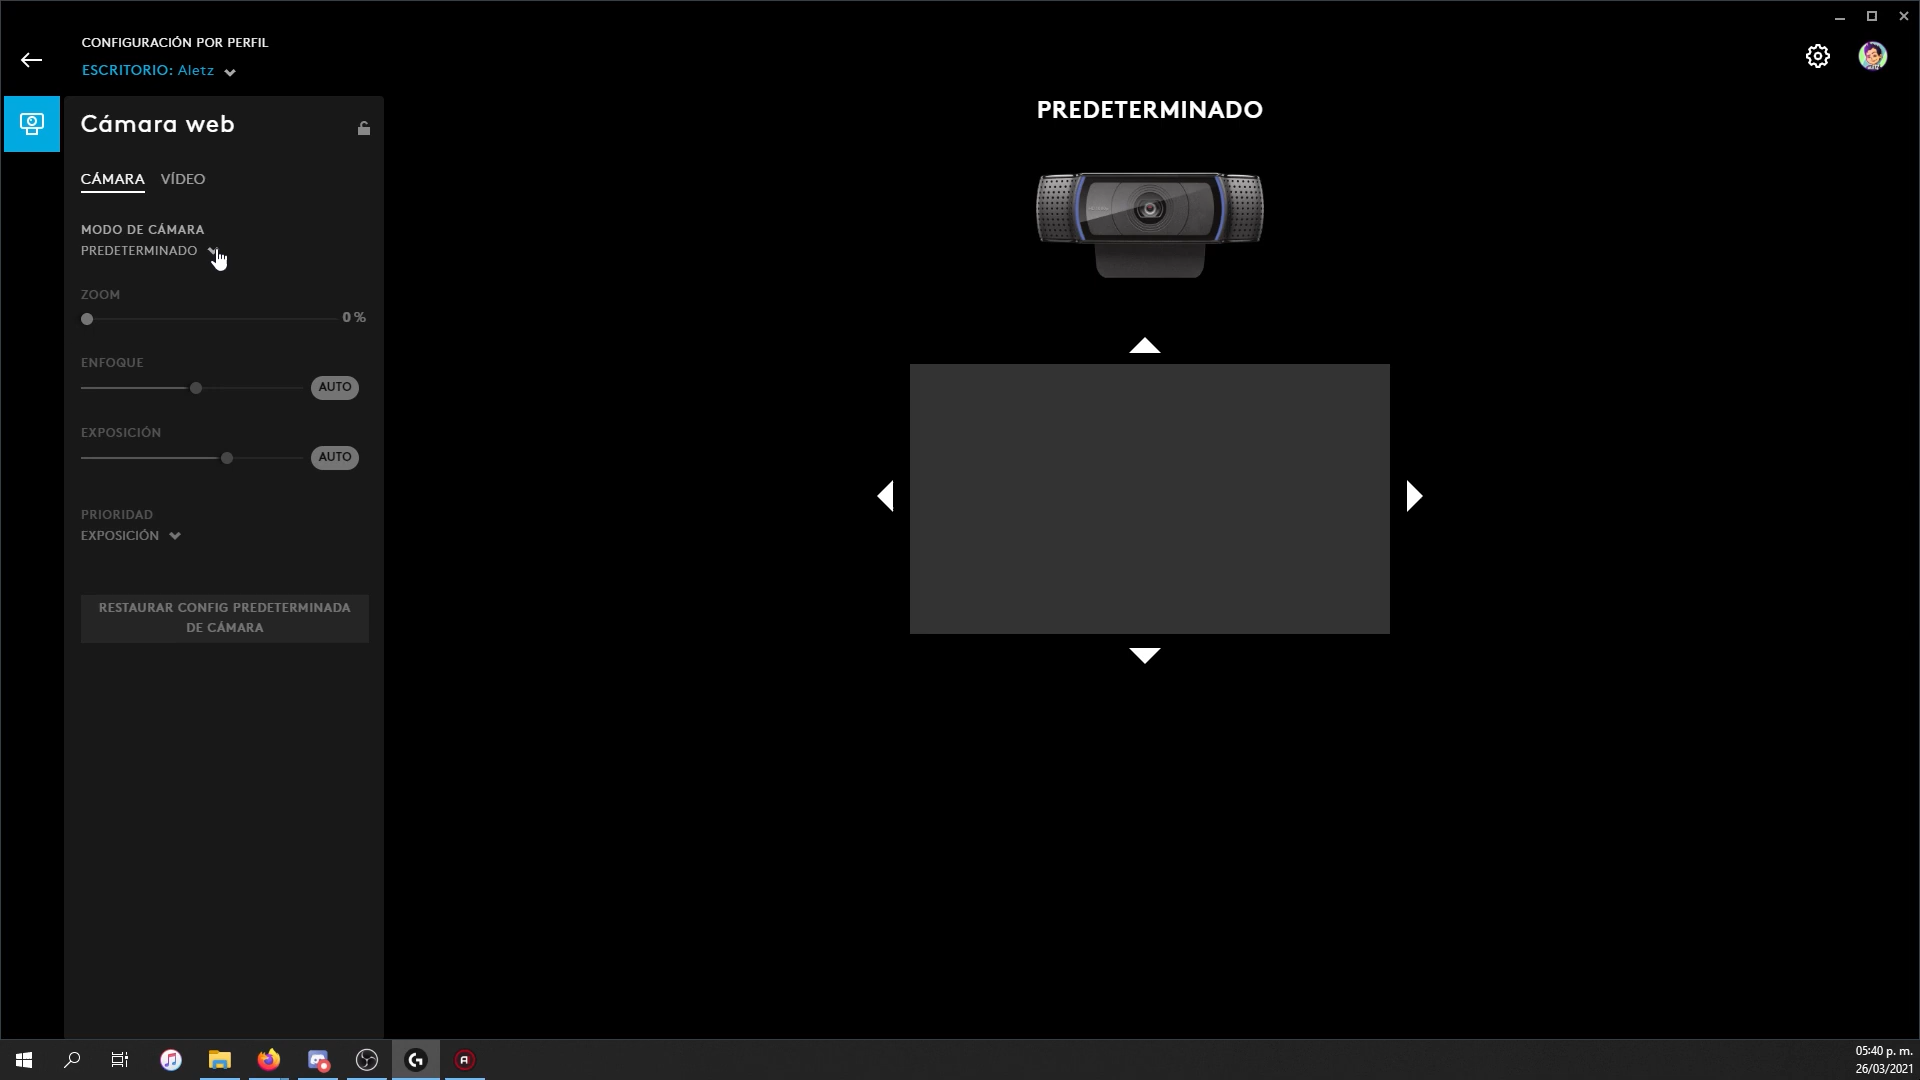 CONFIGURACIÓN POR PERFIL
ESCRITORIO: Aletz
Cámara web
CÁMARA VÍDEO
MODO DE CÁMARA
PREDETERMINADO
ZOOM
0 %
ENFOQUE
AUTO
EXPOSICIÓN
AUTO
PRIORIDAD
EXPOSICIÓN
RESTAURAR CONFIG PREDETERMINADA
DE CÁMARA
PREDETERMINADO
05:40 p. m.
26/03/2021